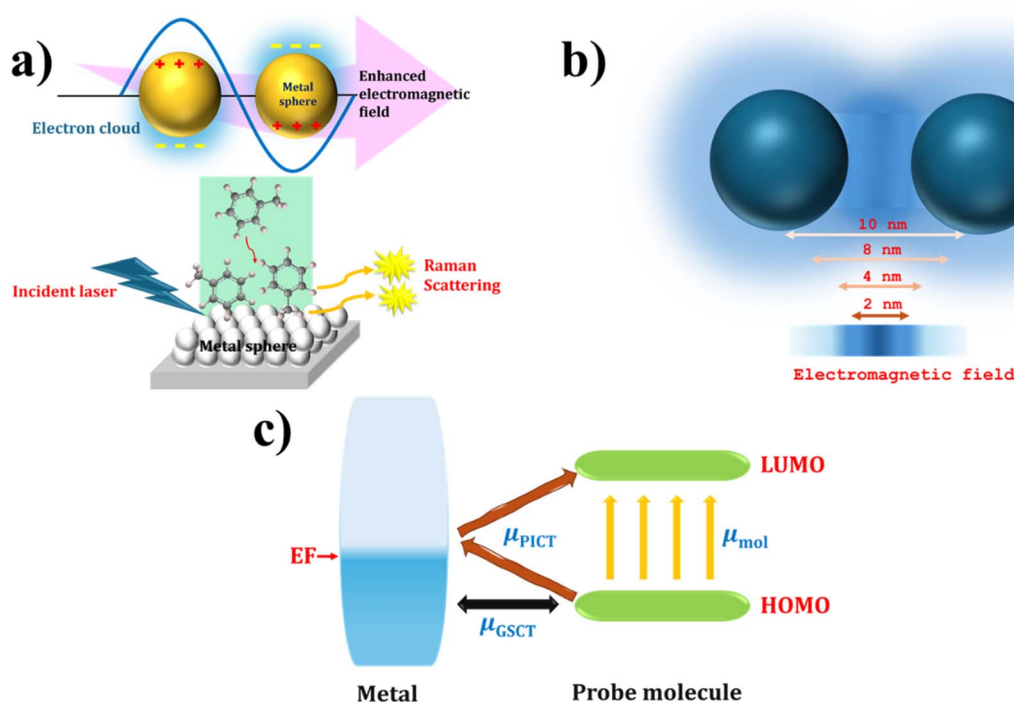 a)
+ + +
− − −
Electron cloud
− − −
Metal
sphere
+ + +
Enhanced
electromagnetic
field
Incident laser
Raman
Scattering
Metal sphere
b)
10 nm
8 nm
4 nm
2 nm
Electromagnetic field
c)
EF
μPICT
μGSCT
μmol
LUMO
HOMO
Metal
Probe molecule